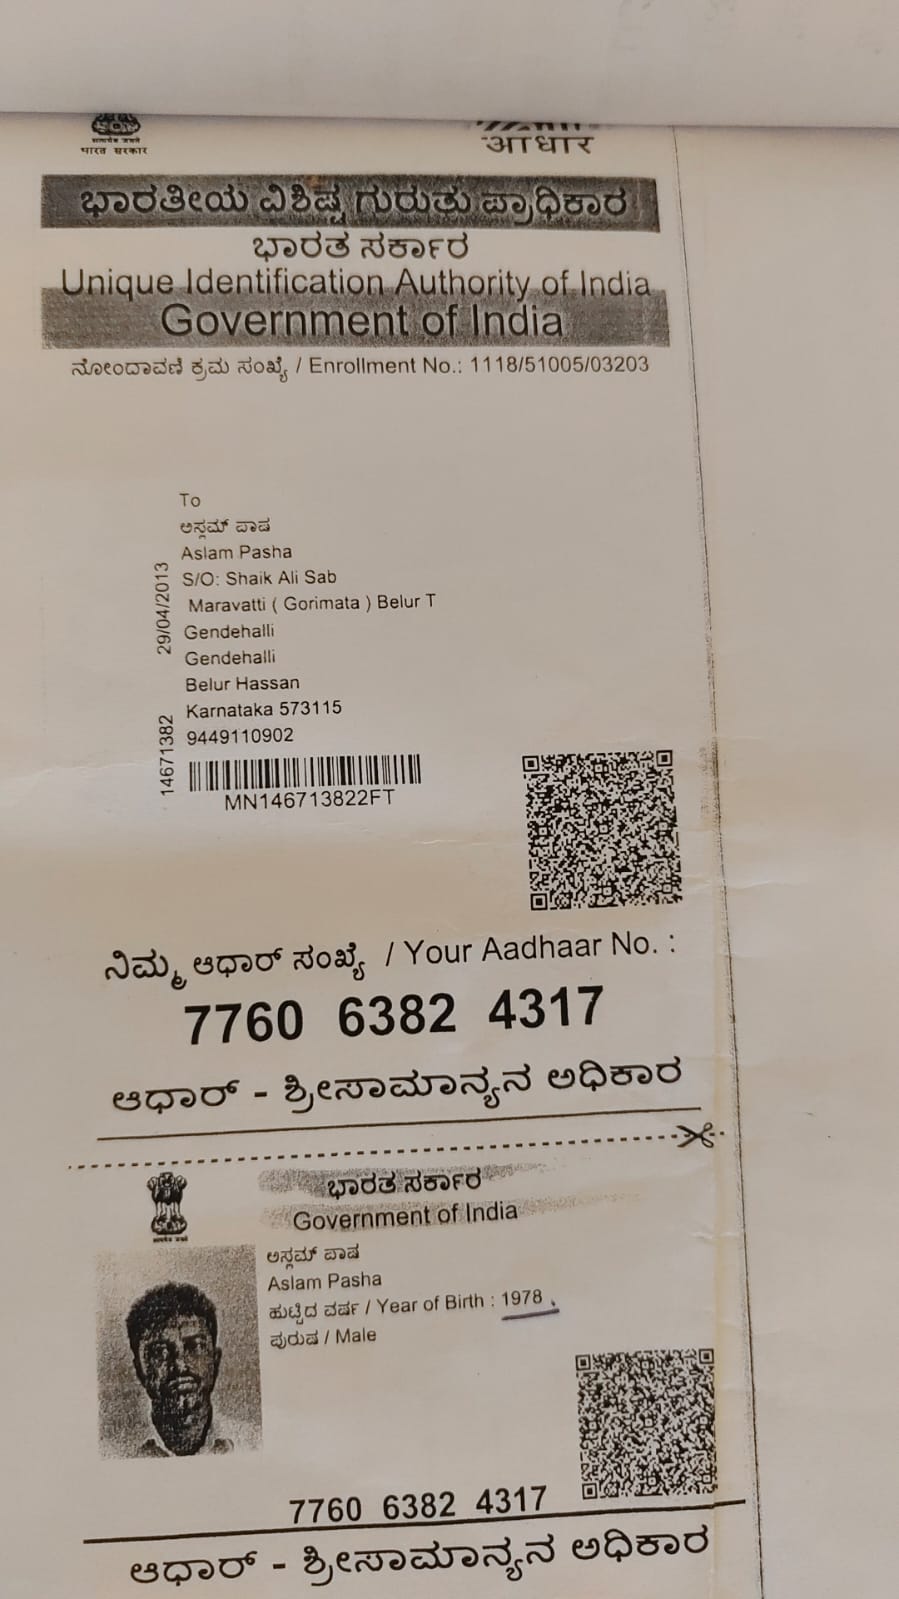 भारत सरकार
आधार
ಭಾರತೀಯ ವಿಶಿಷ್ಟ ಗುರುತು ಪ್ರಾಧಿಕಾರ
ಭಾರತ ಸರ್ಕಾರ
Unique Identification Authority of India
Government of India
ನೋಂದಾವಣಿ ಕ್ರಮ ಸಂಖ್ಯೆ / Enrollment No.: 1118/51005/03203
To
ಅಸ್ಲಮ್ ಪಾಷ
Aslam Pasha
S/O: Shaik Ali Sab
Maravatti ( Gorimata ) Belur T
Gendehalli
Gendehalli
Belur Hassan
Karnataka 573115
9449110902
29/04/2013
14671382
MN146713822FT
ನಿಮ್ಮ ಆಧಾರ್ ಸಂಖ್ಯೆ / Your Aadhaar No. :
7760 6382 4317
ಆಧಾರ್ - ಶ್ರೀಸಾಮಾನ್ಯನ ಅಧಿಕಾರ
ಭಾರತ ಸರ್ಕಾರ
Government of India
ಅಸ್ಲಮ್ ಪಾಷ
Aslam Pasha
ಹುಟ್ಟಿದ ವರ್ಷ / Year of Birth : 1978
ಪುರುಷ / Male
7760 6382 4317
ಆಧಾರ್ - ಶ್ರೀಸಾಮಾನ್ಯನ ಅಧಿಕಾರ